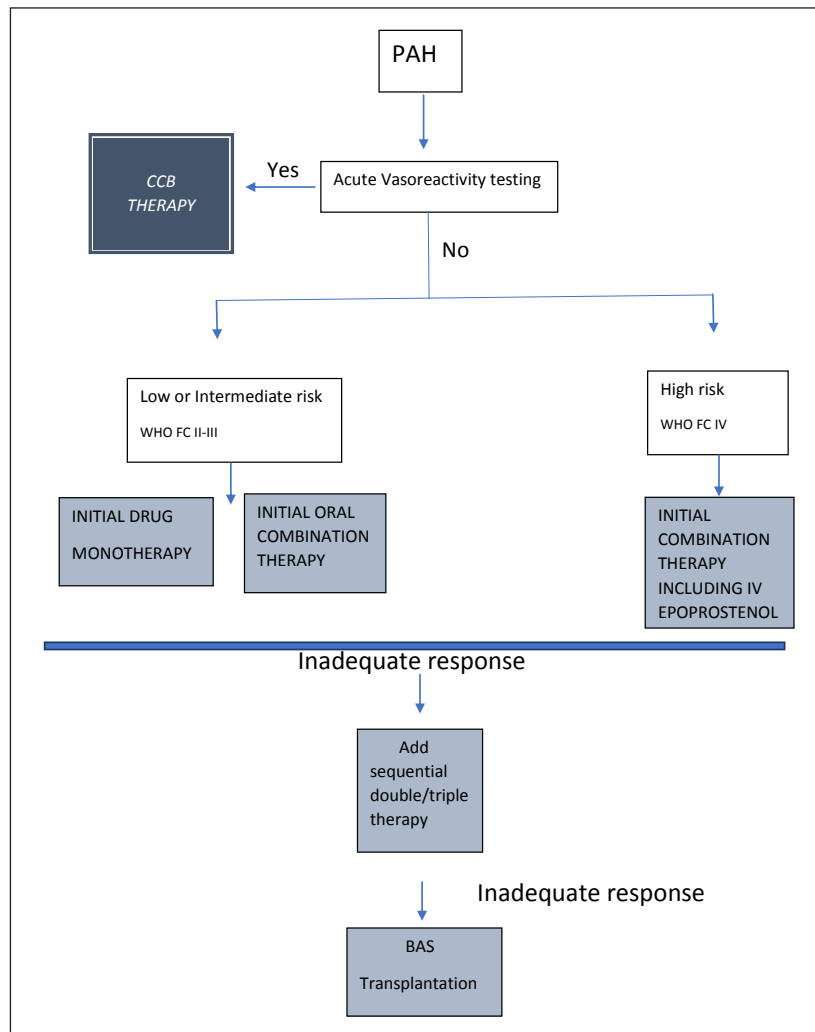 PAH
Yes
CCB
THERAPY
Acute Vasoreactivity testing
No
Low or Intermediate risk
WHO FC II-III
High risk
WHO FC IV
INITIAL DRUG
MONOTHERAPY
INITIAL ORAL
COMBINATION
THERAPY
INITIAL
COMBINATION
THERAPY
INCLUDING IV
EPOPROSTENOL
Inadequate response
Add
sequential
double/triple
therapy
Inadequate response
BAS
Transplantation